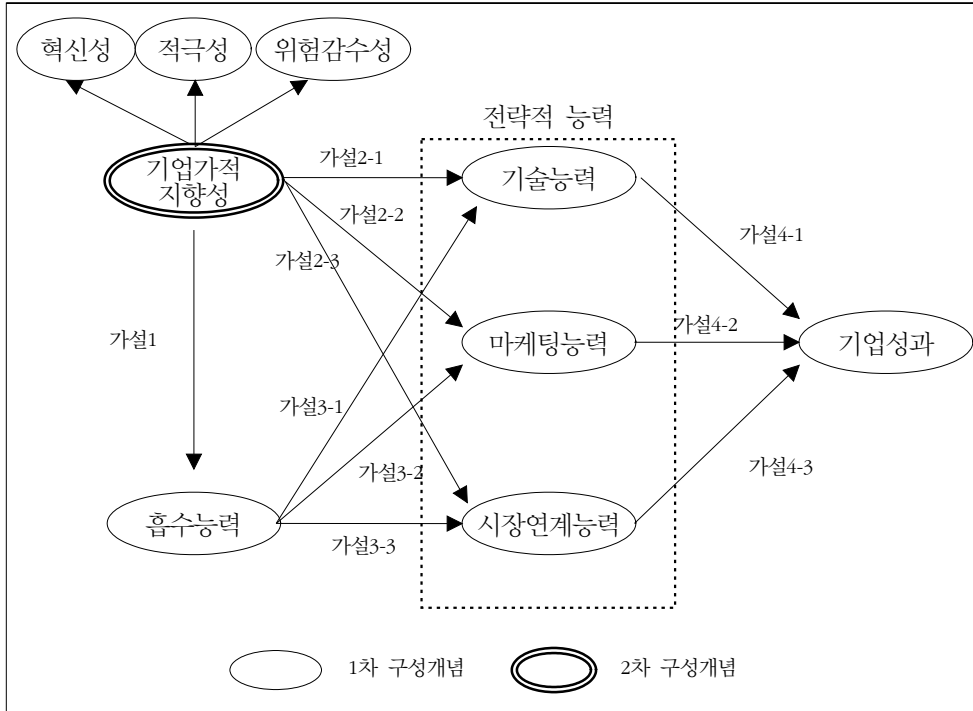 혁신성
적극성
위험감수성
전략적 능력
기업가적
지향성
가설2-1
기술능력
가설2-2
가설4-1
가설2-3
가설1
마케팅능력
가설4-2
기업성과
가설3-1
가설3-2
가설4-3
흡수능력
시장연계능력
가설3-3
1차 구성개념
2차 구성개념